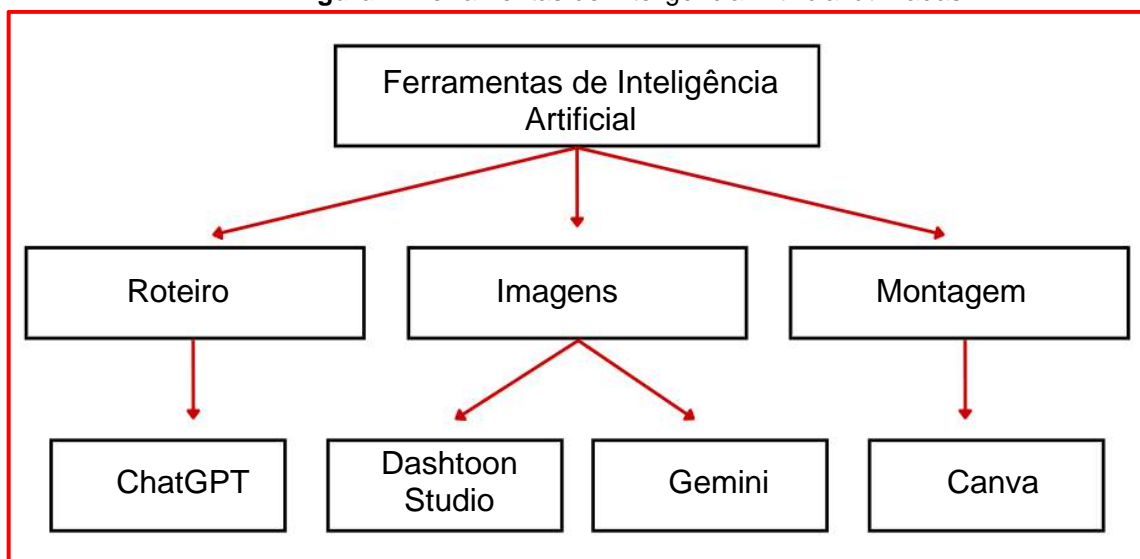 Ferramentas de Inteligência
Artificial
Roteiro
Imagens
Montagem
ChatGPT
Dashtoon
Studio
Gemini
Canva